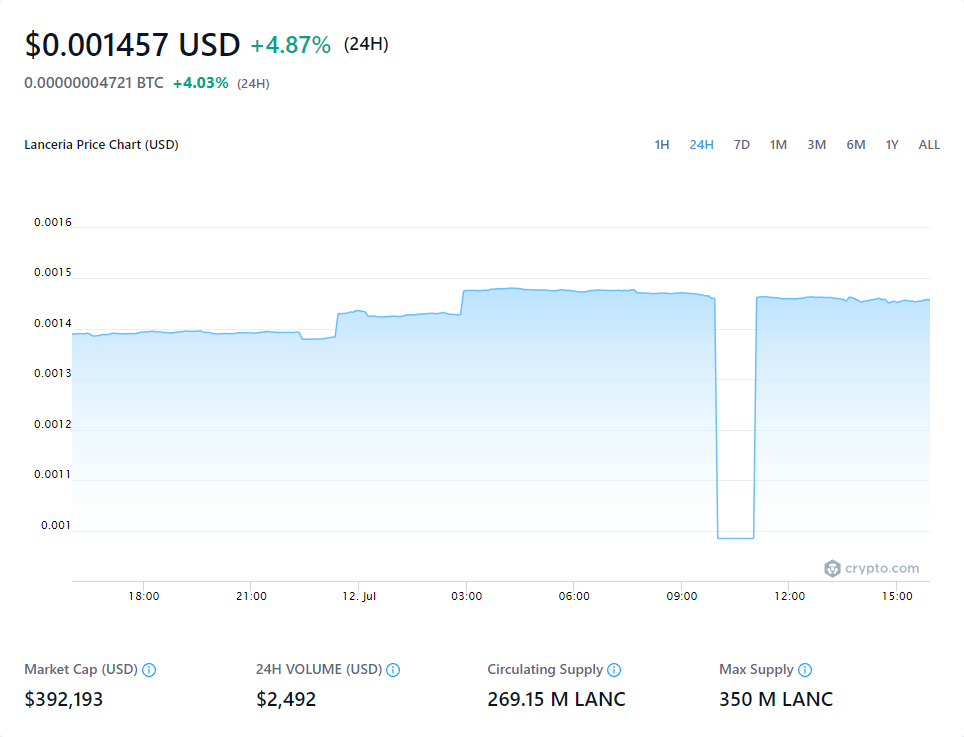 $0.001457 USD +4.87% (24H)
0.00000004721 BTC +4.03% (24H)
Lanceria Price Chart (USD) 1H 24H 7D 1M 3M 6M 1Y ALL
0.0016
0.0015
0.0014
0.0013
0.0012
0.0011
0.001
crypto.com
18:00 21:00 12. Jul 03:00 06:00 09:00 12:00 15:00
Market Cap (USD) 24H VOLUME (USD) Circulating Supply Max Supply
$392,193 $2,492 269.15 M LANC 350 M LANC